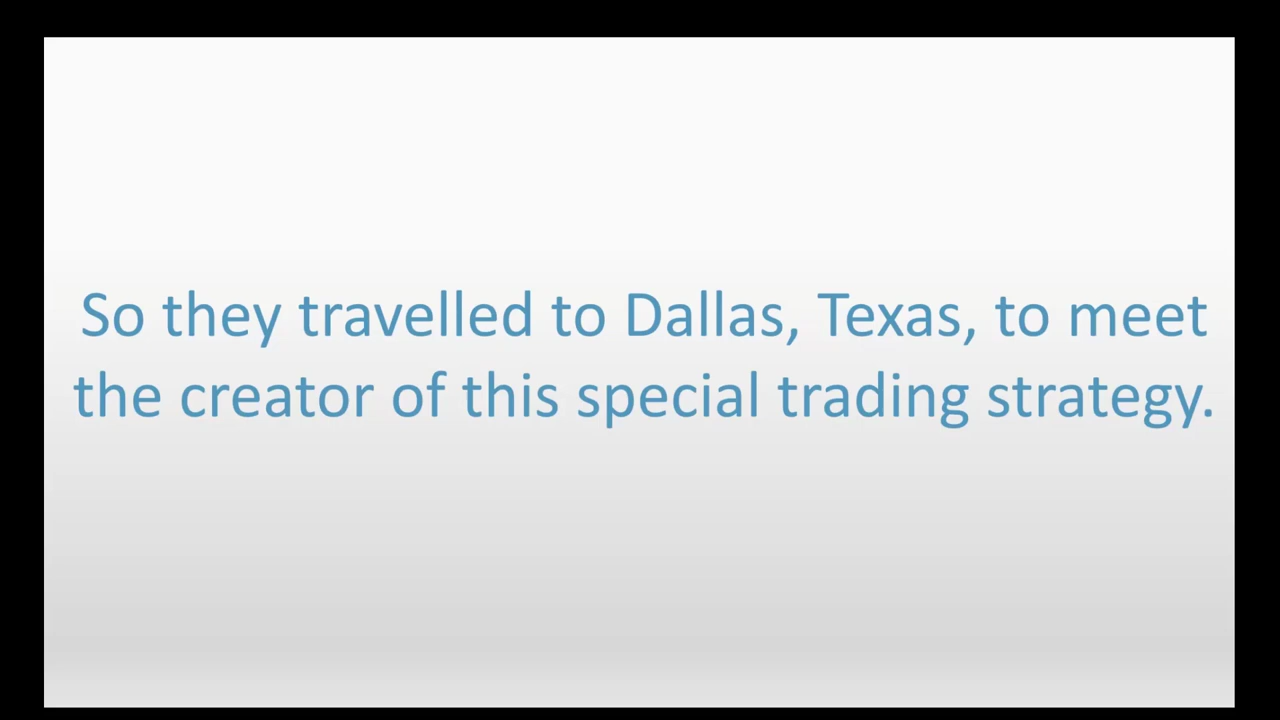 So they travelled to Dallas, Texas, to meet
the creator of this special trading strategy.